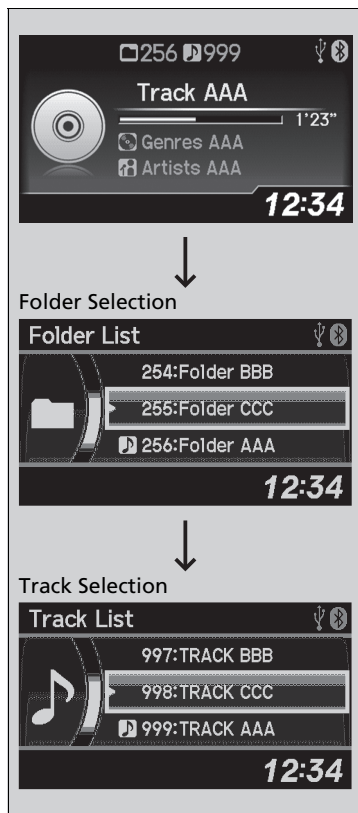 256 999
Track AAA
1'23"
Genres AAA
Artists AAA
12:34
Folder Selection
Folder List
254:Folder BBB
255:Folder CCC
256:Folder AAA
12:34
Track Selection
Track List
997:TRACK BBB
998:TRACK CCC
999:TRACK AAA
12:34